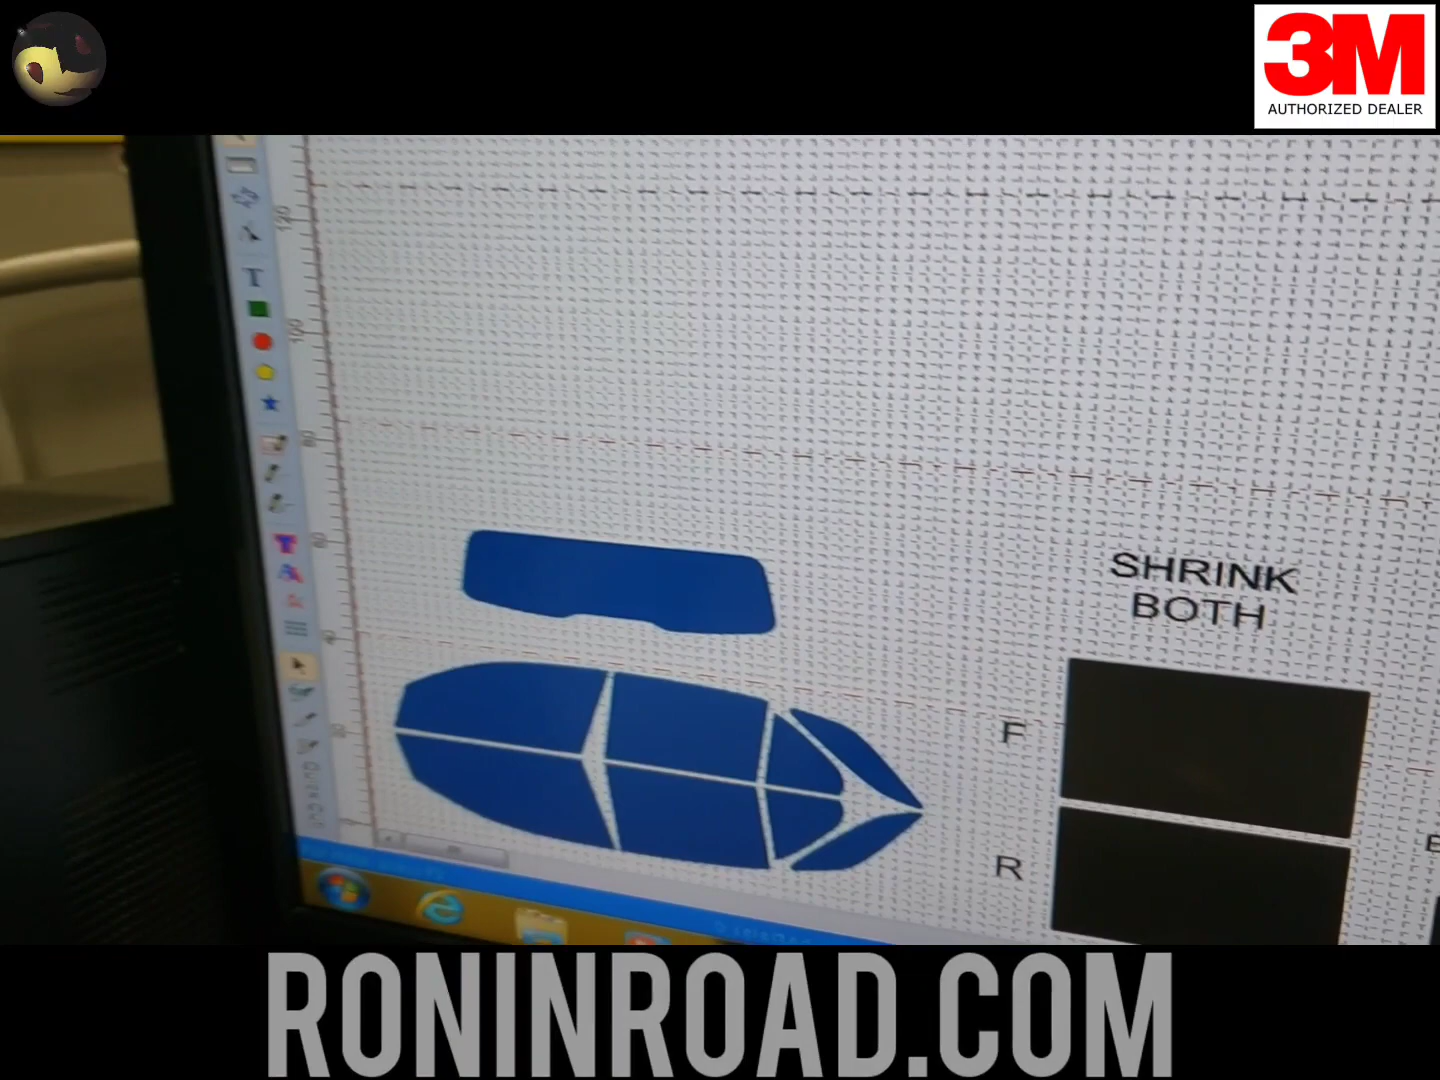 3M
AUTHORIZED DEALER
T
SHRINK
BOTH
F
R
RONINROAD.COM